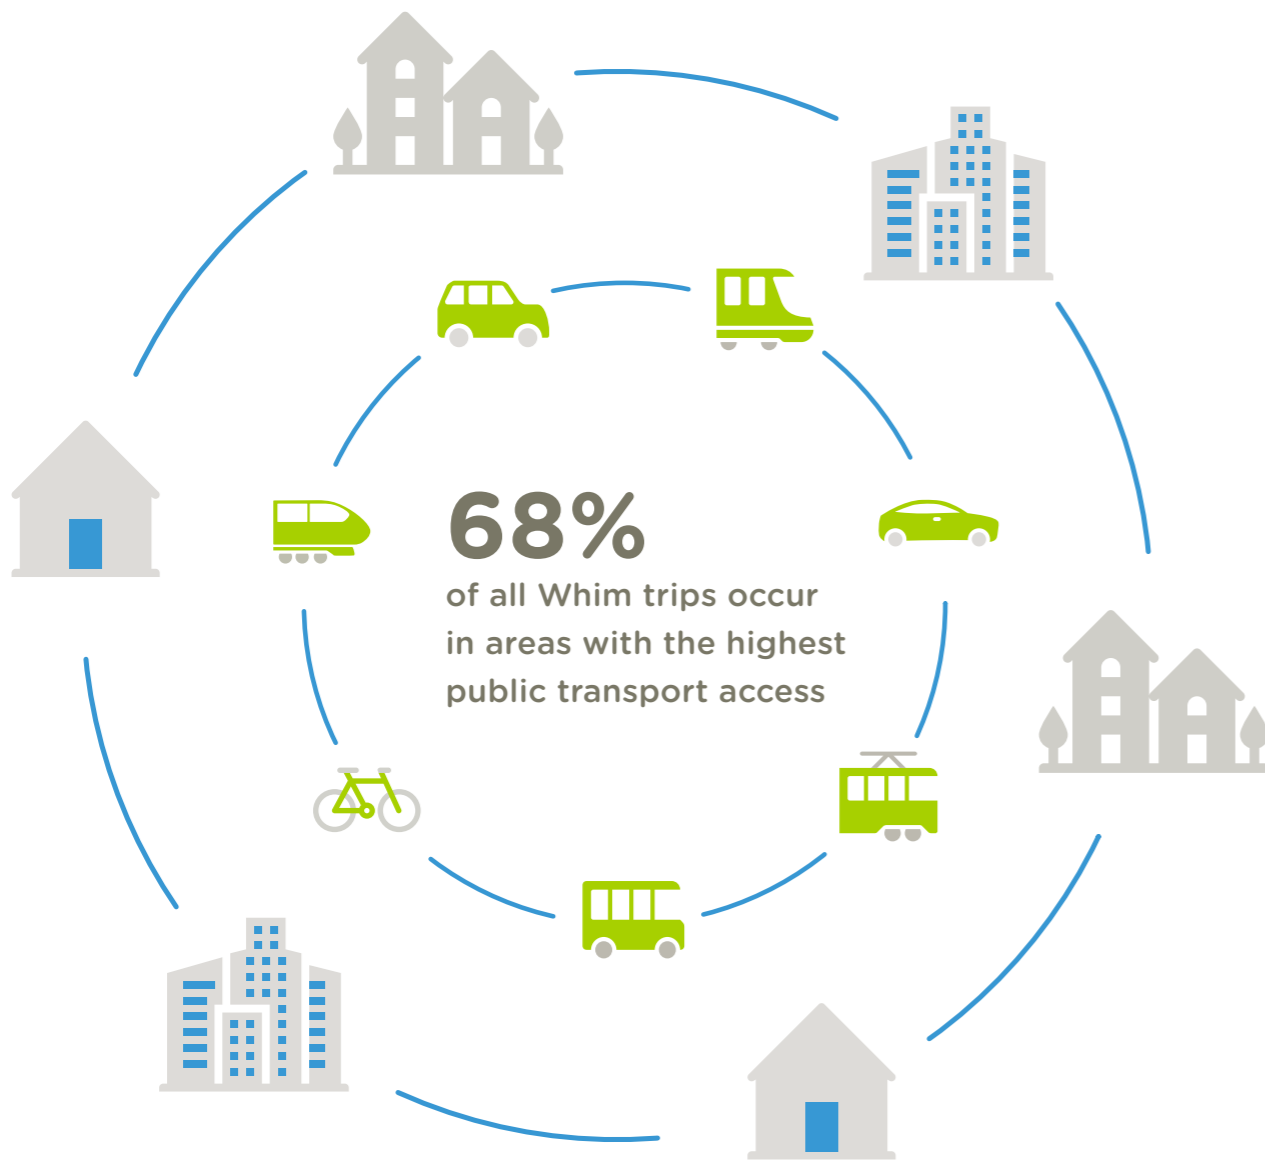 68%
of all Whim trips occur
in areas with the highest
public transport access